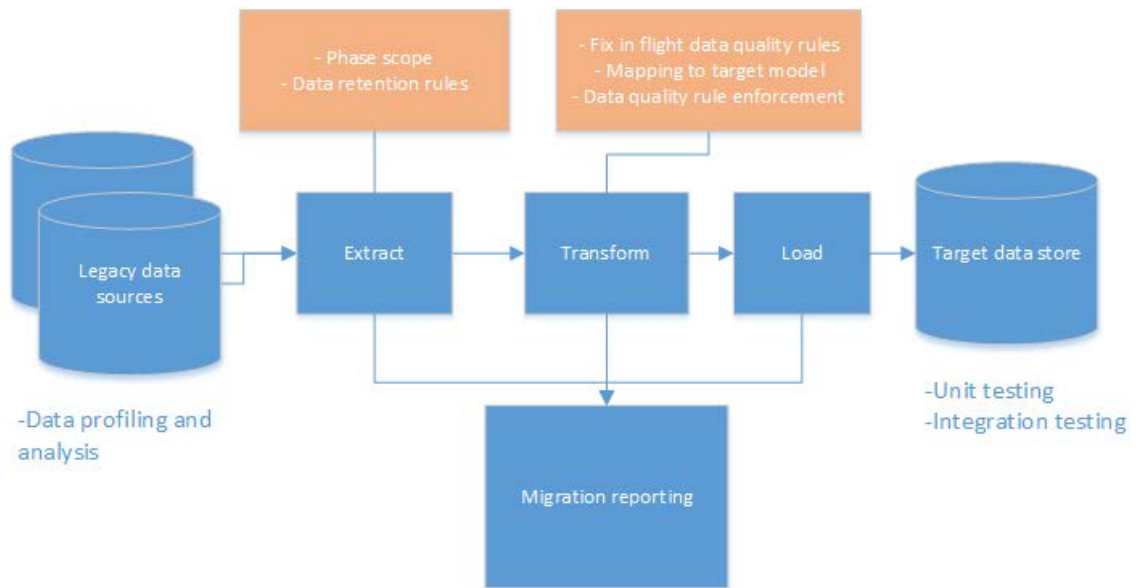 - Phase scope
- Data retention rules
- Fix in flight data quality rules
- Mapping to target model
- Data quality rule enforcement
Legacy data
sources
Extract
Transform
Load
Target data store
-Data profiling and
analysis
-Unit testing
-Integration testing
Migration reporting